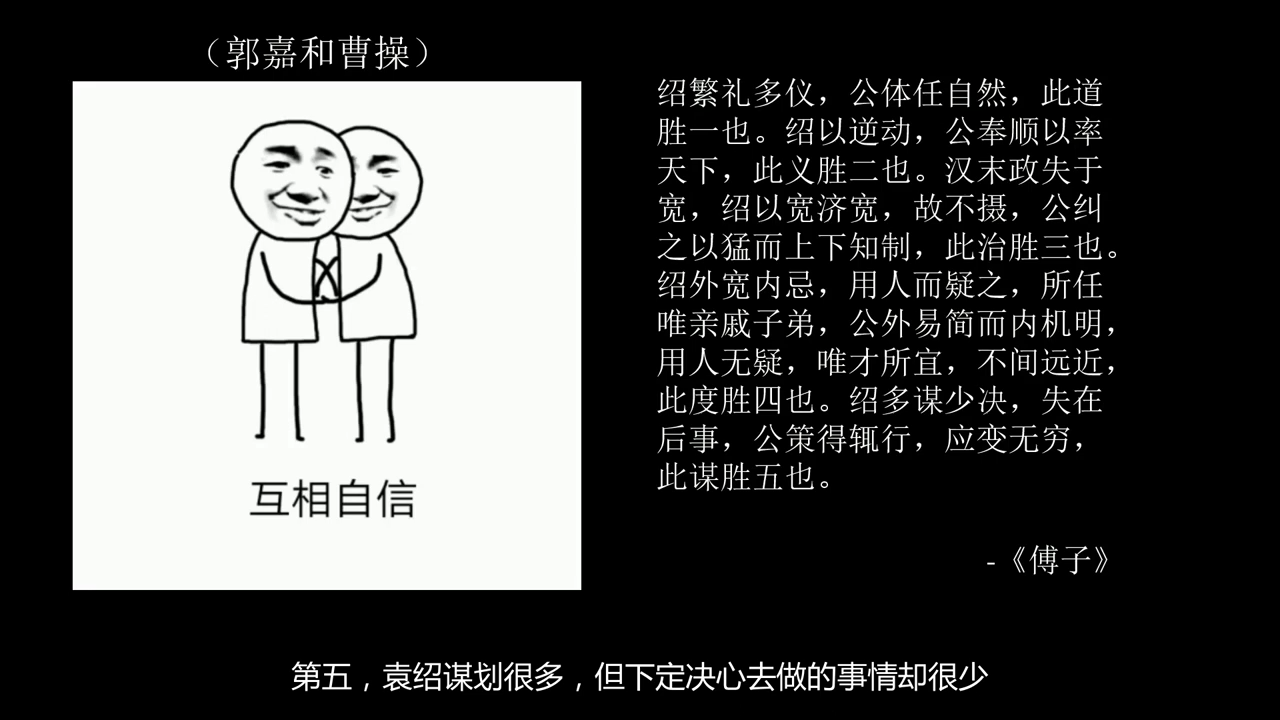 （郭嘉和曹操）
互相自信
绍繁礼多仪，公体任自然，此道
胜一也。绍以逆动，公奉顺以率
天下，此义胜二也。汉末政失于
宽，绍以宽济宽，故不摄，公纠
之以猛而上下知制，此治胜三也。
绍外宽内忌，用人而疑之，所任
唯亲戚子弟，公外易简而内机明，
用人无疑，唯才所宜，不间远近，
此度胜四也。绍多谋少决，失在
后事，公策得辄行，应变无穷，
此谋胜五也。
-《傅子》
第五，袁绍谋划很多，但下定决心去做的事情却很少